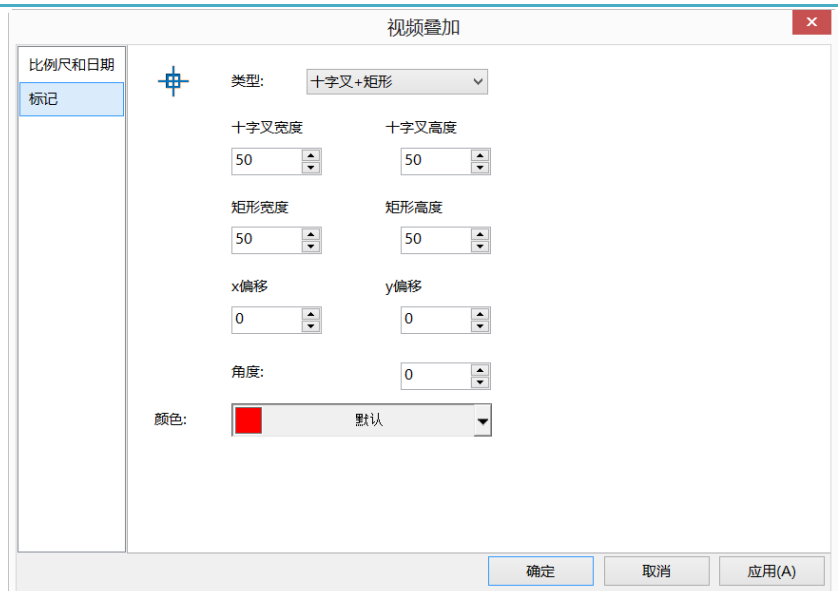 视频叠加
比例尺和日期
标记
类型: 十字叉+矩形
十字叉宽度 十字叉高度
50 50
矩形宽度 矩形高度
50 50
x偏移 y偏移
0 0
角度: 0
颜色: 默认
确定 取消 应用(A)